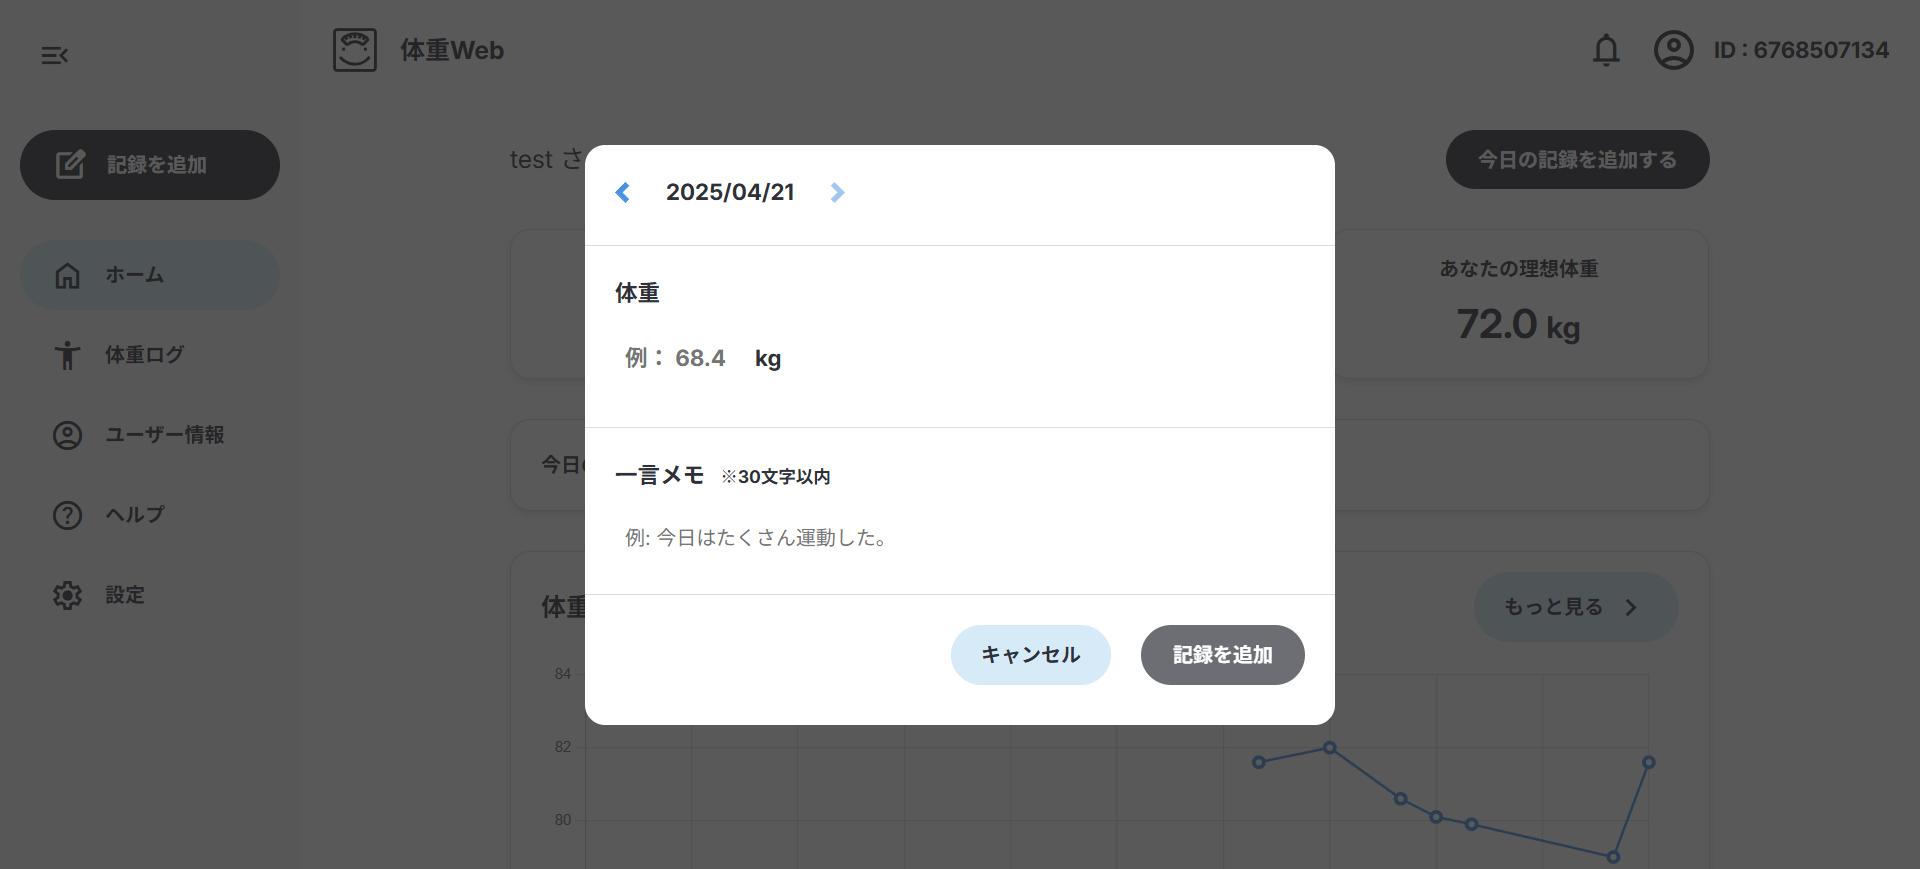 体重Web
ID : 6768507134
記録を追加
ホーム
体重ログ
ユーザー情報
ヘルプ
設定
test さ
今日の記録を追加する
あなたの理想体重
72.0 kg
今日の
体重
もっと見る
84
82
80
2025/04/21
体重
例： 68.4 kg
一言メモ ※30文字以内
例: 今日はたくさん運動した。
キャンセル
記録を追加